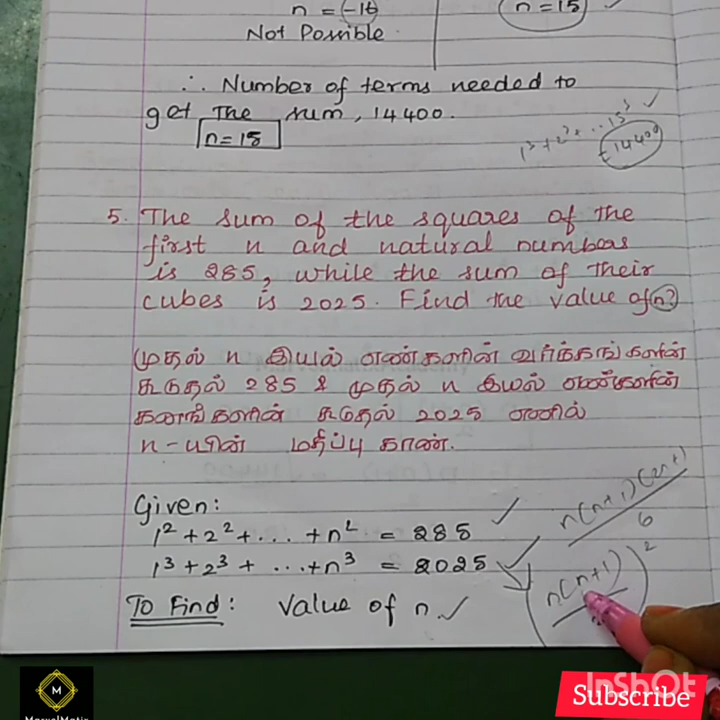 n = -16
n = 15
Not Possible
∴ Number of terms needed to
get The sum, 14400.
n = 15
1³ + 2³ + ... 15³
= 14400
5. The sum of the squares of the
first n and natural numbers
is 285, while the sum of their
cubes is 2025. Find the value of n?
முதல் n இயல் எண்களின் வர்க்கங்களின்
கூடுதல் 285 & முதல் n இயல் எண்களின்
கனங்களின் கூடுதல் 2025 எனில்
n-யின் மதிப்பு காண்.
Given:
1² + 2² + ... + n² = 285
n(n+1)(2n+1)
6
1³ + 2³ + ... + n³ = 2025
(n(n+1))²
To Find: Value of n.
M
InShOt
Subscribe